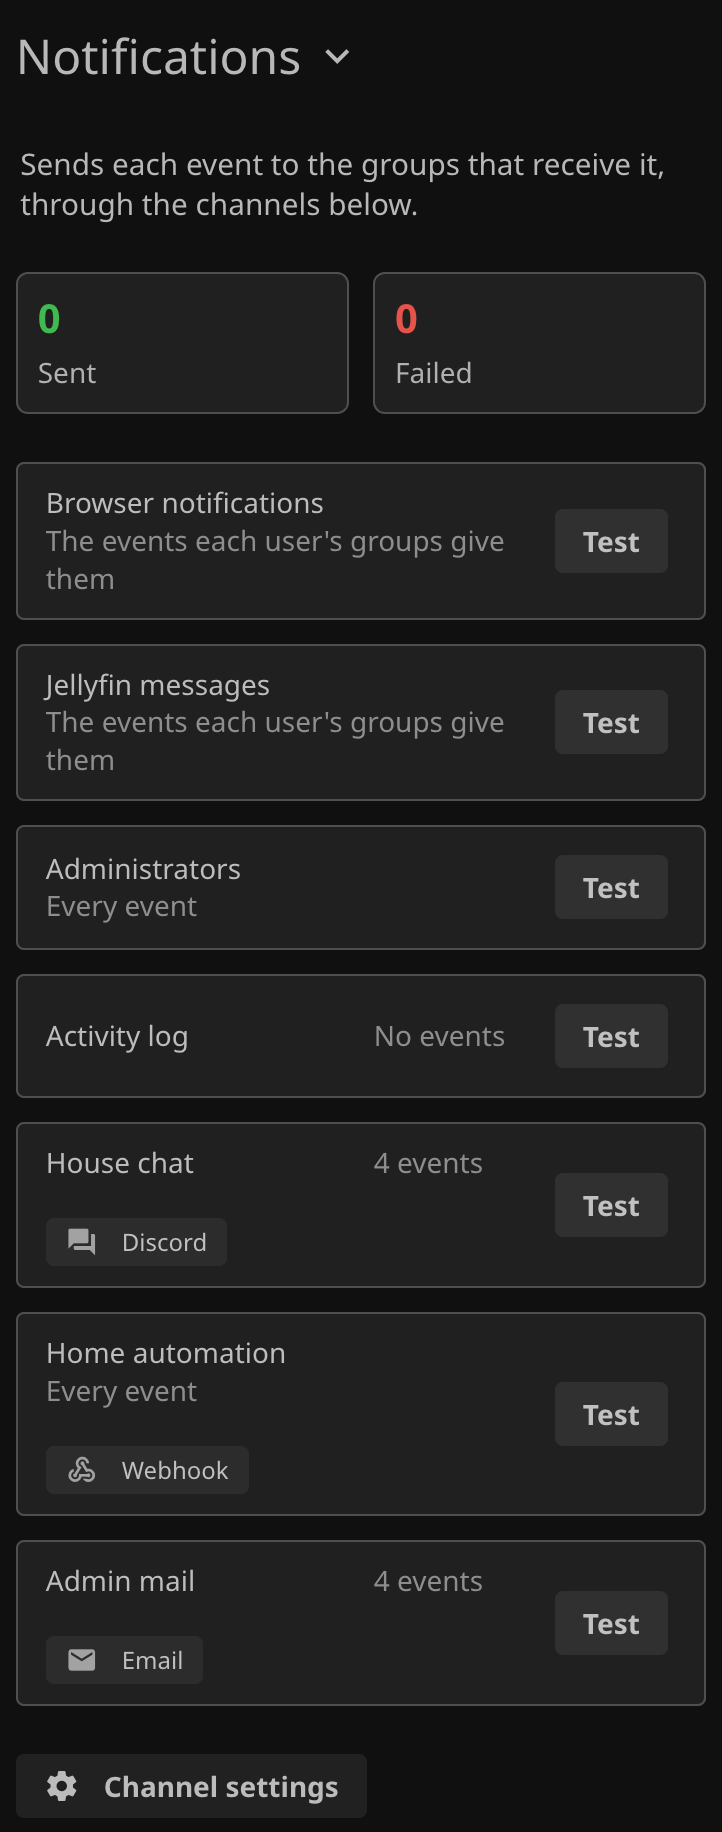 Notifications
Sends each event to the groups that receive it,
through the channels below.
0
Sent
0
Failed
Browser notifications
The events each user's groups give
them
Test
Jellyfin messages
The events each user's groups give
them
Test
Administrators
Every event
Test
Activity log
No events
Test
House chat
4 events
Discord
Test
Home automation
Every event
Webhook
Test
Admin mail
4 events
Email
Test
Channel settings